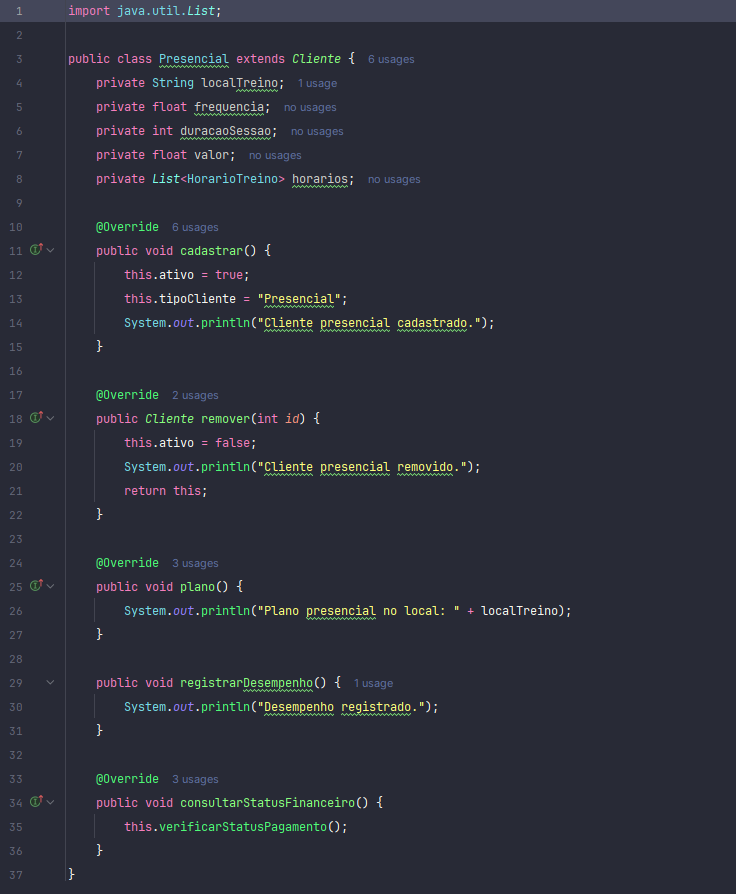 1 import java.util.List;
2
3 public class Presencial extends Cliente { 6 usages
4 private String localTreino; 1 usage
5 private float frequencia; no usages
6 private int duracaoSessao; no usages
7 private float valor; no usages
8 private List<HorarioTreino> horarios; no usages
9
10 @Override 6 usages
11 public void cadastrar() {
12 this.ativo = true;
13 this.tipoCliente = "Presencial";
14 System.out.println("Cliente presencial cadastrado.");
15 }
16
17 @Override 2 usages
18 public Cliente remover(int id) {
19 this.ativo = false;
20 System.out.println("Cliente presencial removido.");
21 return this;
22 }
23
24 @Override 3 usages
25 public void plano() {
26 System.out.println("Plano presencial no local: " + localTreino);
27 }
28
29 public void registrarDesempenho() { 1 usage
30 System.out.println("Desempenho registrado.");
31 }
32
33 @Override 3 usages
34 public void consultarStatusFinanceiro() {
35 this.verificarStatusPagamento();
36 }
37 }